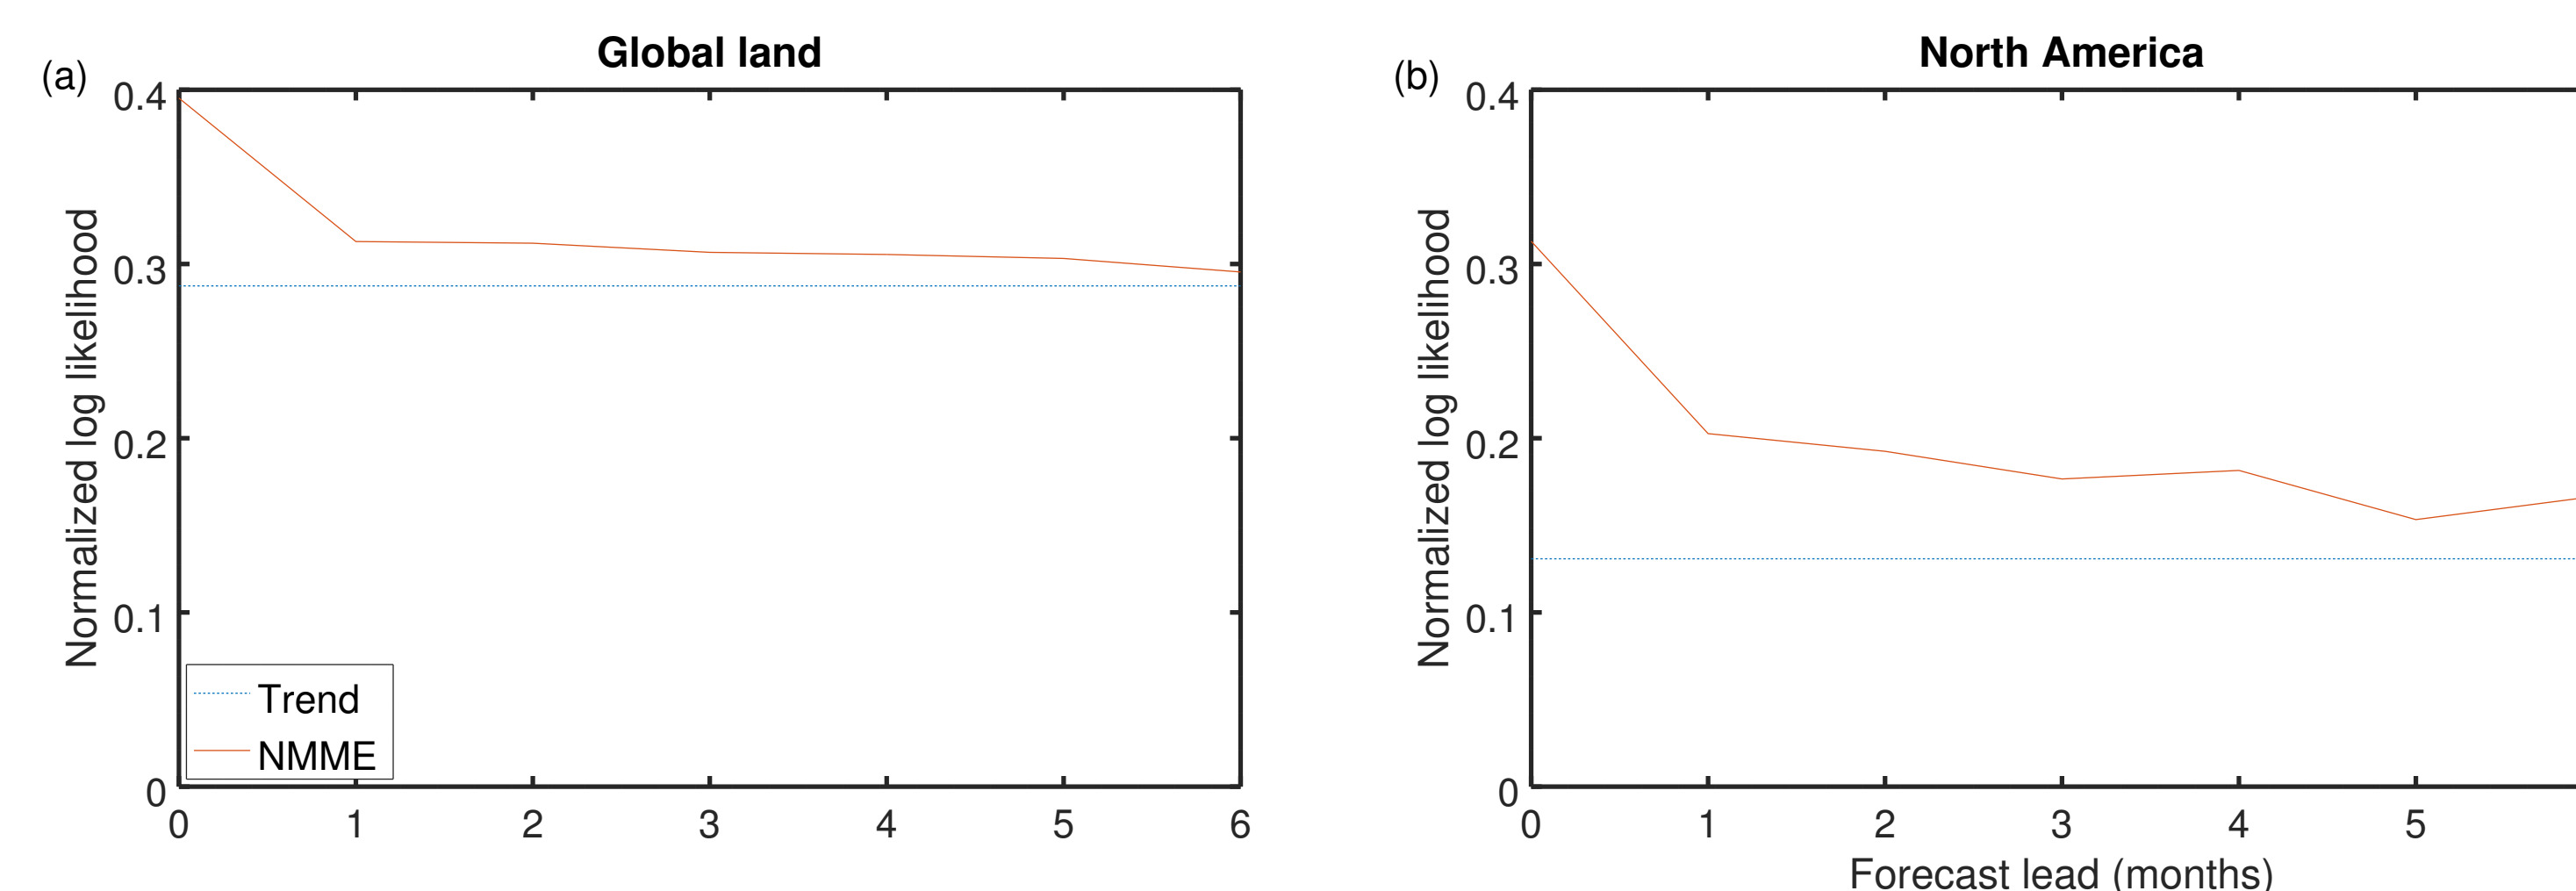 Global land
(a)
Normalized log likelihood
0.4
0.3
0.2
0.1
0
Trend
NMME
0 1 2 3 4 5 6
North America
(b)
Normalized log likelihood
0.4
0.3
0.2
0.1
0
0 1 2 3 4 5
Forecast lead (months)